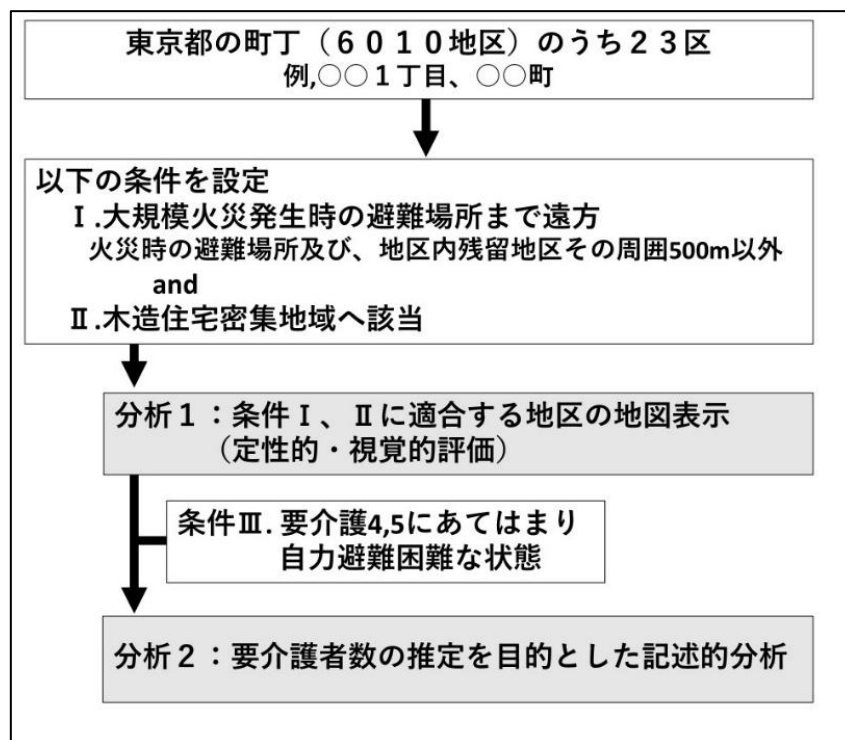 東京都の町丁（６０１０地区）のうち２３区
例,○○１丁目、○○町
以下の条件を設定
Ⅰ.大規模火災発生時の避難場所まで遠方
火災時の避難場所及び、地区内残留地区その周囲500m以外
and
Ⅱ.木造住宅密集地域へ該当
分析１：条件Ⅰ、Ⅱに適合する地区の地図表示
（定性的・視覚的評価）
条件Ⅲ. 要介護4,5にあてはまり
自力避難困難な状態
分析２：要介護者数の推定を目的とした記述的分析